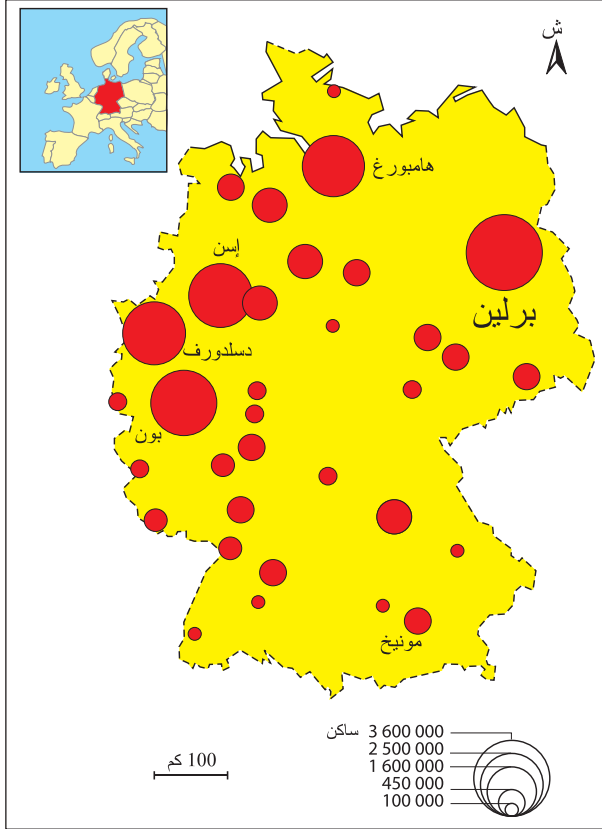 ش
هامبورغ
إسن
برلين
دسلدورف
بون
مونيخ
ساكن 3 600 000
2 500 000
1 600 000
450 000
100 000
100 كم